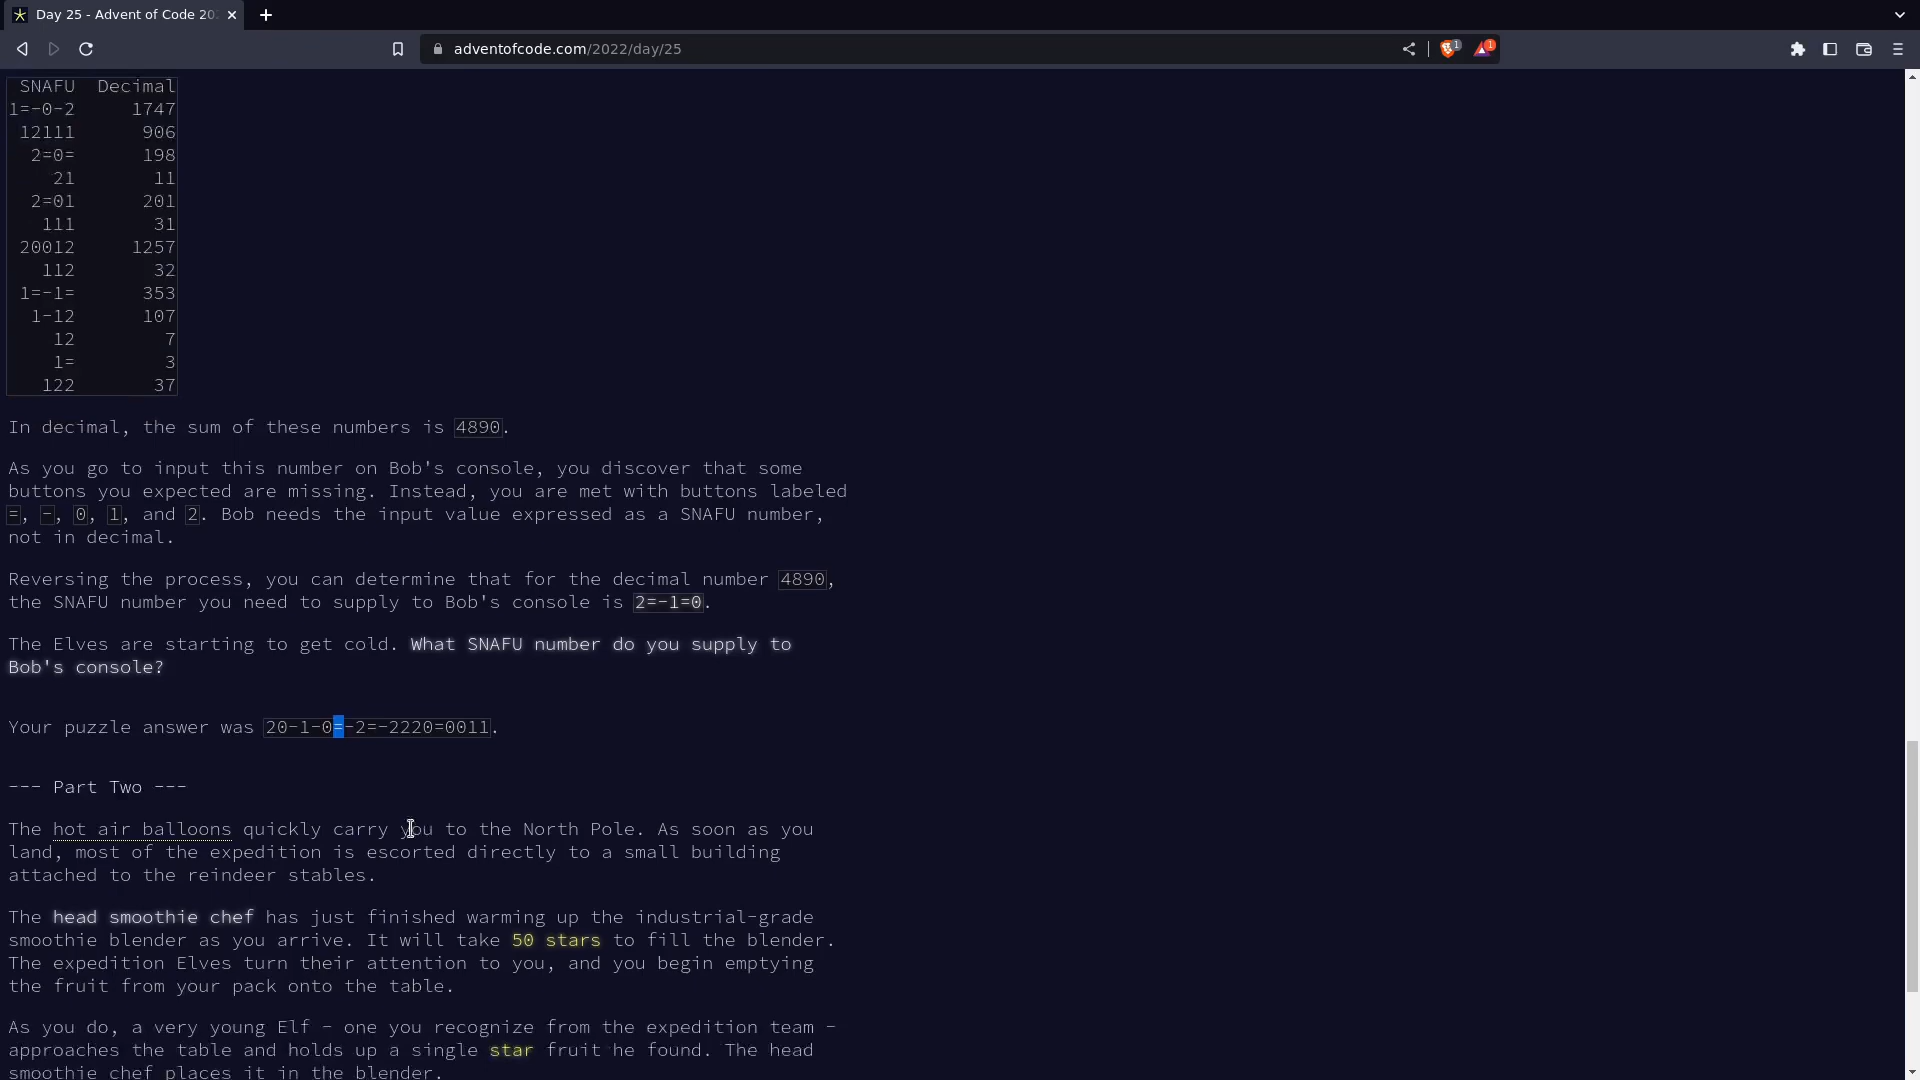 Day 25 - Advent of Code 202
adventofcode.com/2022/day/25
1
1
SNAFU Decimal
1=-0-2 1747
12111 906
2=0= 198
21 11
2=01 201
111 31
20012 1257
112 32
1=-1= 353
1-12 107
12 7
1= 3
122 37
In decimal, the sum of these numbers is 4890.
As you go to input this number on Bob's console, you discover that some
buttons you expected are missing. Instead, you are met with buttons labeled
=, -, 0, 1, and 2. Bob needs the input value expressed as a SNAFU number,
not in decimal.
Reversing the process, you can determine that for the decimal number 4890,
the SNAFU number you need to supply to Bob's console is 2=-1=0.
The Elves are starting to get cold. What SNAFU number do you supply to
Bob's console?
Your puzzle answer was 20-1-0=-2=-2220=0011.
--- Part Two ---
The hot air balloons quickly carry you to the North Pole. As soon as you
land, most of the expedition is escorted directly to a small building
attached to the reindeer stables.
The head smoothie chef has just finished warming up the industrial-grade
smoothie blender as you arrive. It will take 50 stars to fill the blender.
The expedition Elves turn their attention to you, and you begin emptying
the fruit from your pack onto the table.
As you do, a very young Elf - one you recognize from the expedition team -
approaches the table and holds up a single star fruit he found. The head
smoothie chef places it in the blender.